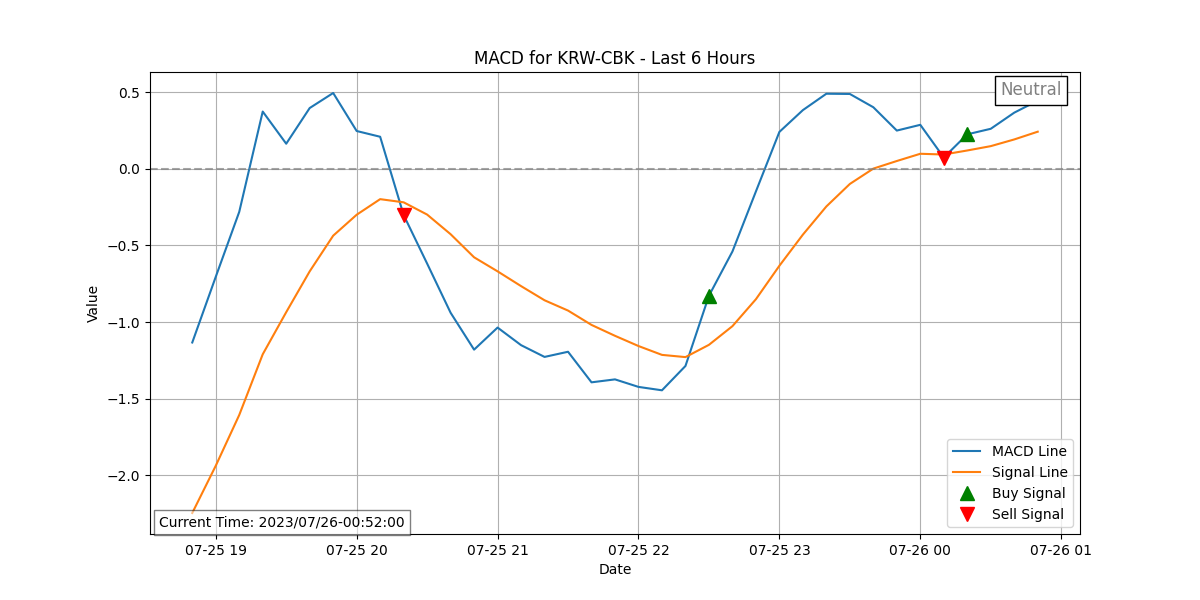 MACD for KRW-CBK - Last 6 Hours
Neutral
0.5
0.0
−0.5
−1.0
−1.5
−2.0
Value
MACD Line
Signal Line
Buy Signal
Sell Signal
Current Time: 2023/07/26-00:52:00
07-25 19 07-25 20 07-25 21 07-25 22 07-25 23 07-26 00 07-26 01
Date